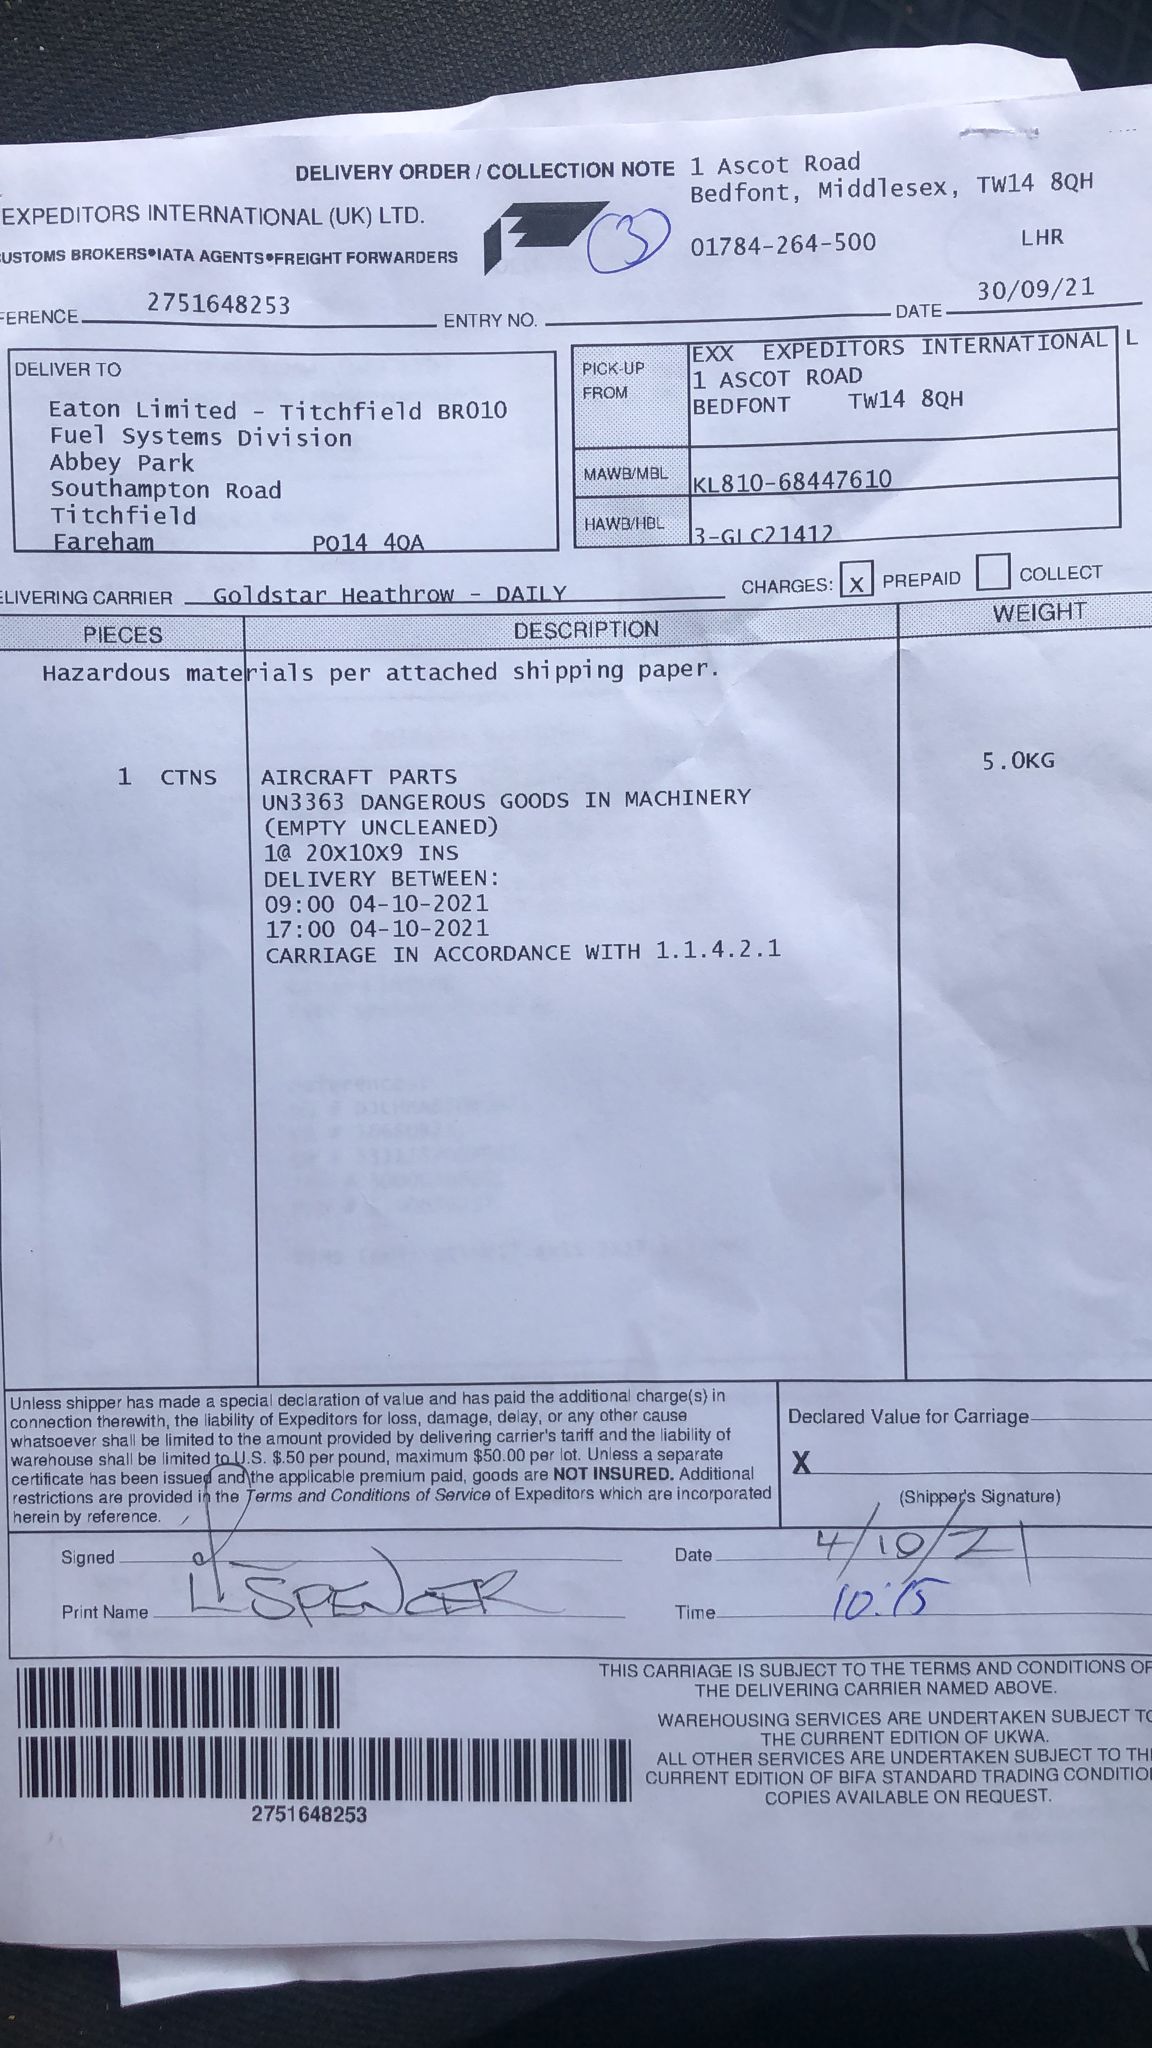 DELIVERY ORDER / COLLECTION NOTE 1 Ascot Road
Bedfont, Middlesex, TW14 8QH
EXPEDITORS INTERNATIONAL (UK) LTD.
3
01784-264-500 LHR
USTOMS BROKERS•IATA AGENTS•FREIGHT FORWARDERS
FERENCE 2751648253 ENTRY NO. DATE 30/09/21
DELIVER TO
Eaton Limited - Titchfield BR010
Fuel Systems Division
Abbey Park
Southampton Road
Titchfield
Fareham PO14 4QA
PICK-UP
FROM
EXX EXPEDITORS INTERNATIONAL L
1 ASCOT ROAD
BEDFONT TW14 8QH
MAWB/MBL KL810-68447610
HAWB/HBL 3-GLC21412
ELIVERING CARRIER Goldstar Heathrow - DAILY CHARGES: X PREPAID COLLECT
PIECES DESCRIPTION WEIGHT
Hazardous materials per attached shipping paper.
1 CTNS AIRCRAFT PARTS 5.0KG
UN3363 DANGEROUS GOODS IN MACHINERY
(EMPTY UNCLEANED)
1@ 20X10X9 INS
DELIVERY BETWEEN:
09:00 04-10-2021
17:00 04-10-2021
CARRIAGE IN ACCORDANCE WITH 1.1.4.2.1
Unless shipper has made a special declaration of value and has paid the additional charge(s) in
connection therewith, the liability of Expeditors for loss, damage, delay, or any other cause
whatsoever shall be limited to the amount provided by delivering carrier's tariff and the liability of
warehouse shall be limited to U.S. $.50 per pound, maximum $50.00 per lot. Unless a separate
certificate has been issued and the applicable premium paid, goods are NOT INSURED. Additional
restrictions are provided in the Terms and Conditions of Service of Expeditors which are incorporated
herein by reference.
Declared Value for Carriage
X
(Shipper's Signature)
Signed Date 4/10/21
Print Name L SPENCER Time 10:15
THIS CARRIAGE IS SUBJECT TO THE TERMS AND CONDITIONS OF
THE DELIVERING CARRIER NAMED ABOVE.
WAREHOUSING SERVICES ARE UNDERTAKEN SUBJECT TO
THE CURRENT EDITION OF UKWA.
ALL OTHER SERVICES ARE UNDERTAKEN SUBJECT TO THE
CURRENT EDITION OF BIFA STANDARD TRADING CONDITIO
COPIES AVAILABLE ON REQUEST.
2751648253